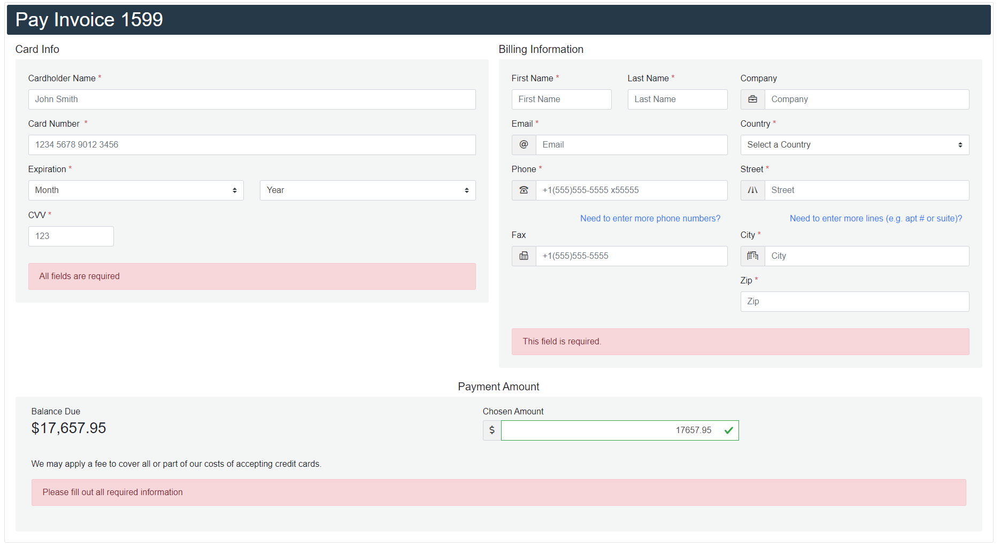 Pay Invoice 1599
Card Info
Cardholder Name *
John Smith
Card Number *
1234 5678 9012 3456
Expiration *
Month
Year
CVV *
123
All fields are required
Billing Information
First Name *
Last Name *
Company
First Name
Last Name
Company
Email *
Country *
@
Email
Select a Country
Phone *
Street *
+1(555)555-5555 x55555
Street
Need to enter more phone numbers?
Need to enter more lines (e.g. apt # or suite)?
Fax
City *
+1(555)555-5555
City
Zip *
Zip
This field is required.
Payment Amount
Balance Due
$17,657.95
Chosen Amount
$
17657.95
We may apply a fee to cover all or part of our costs of accepting credit cards.
Please fill out all required information